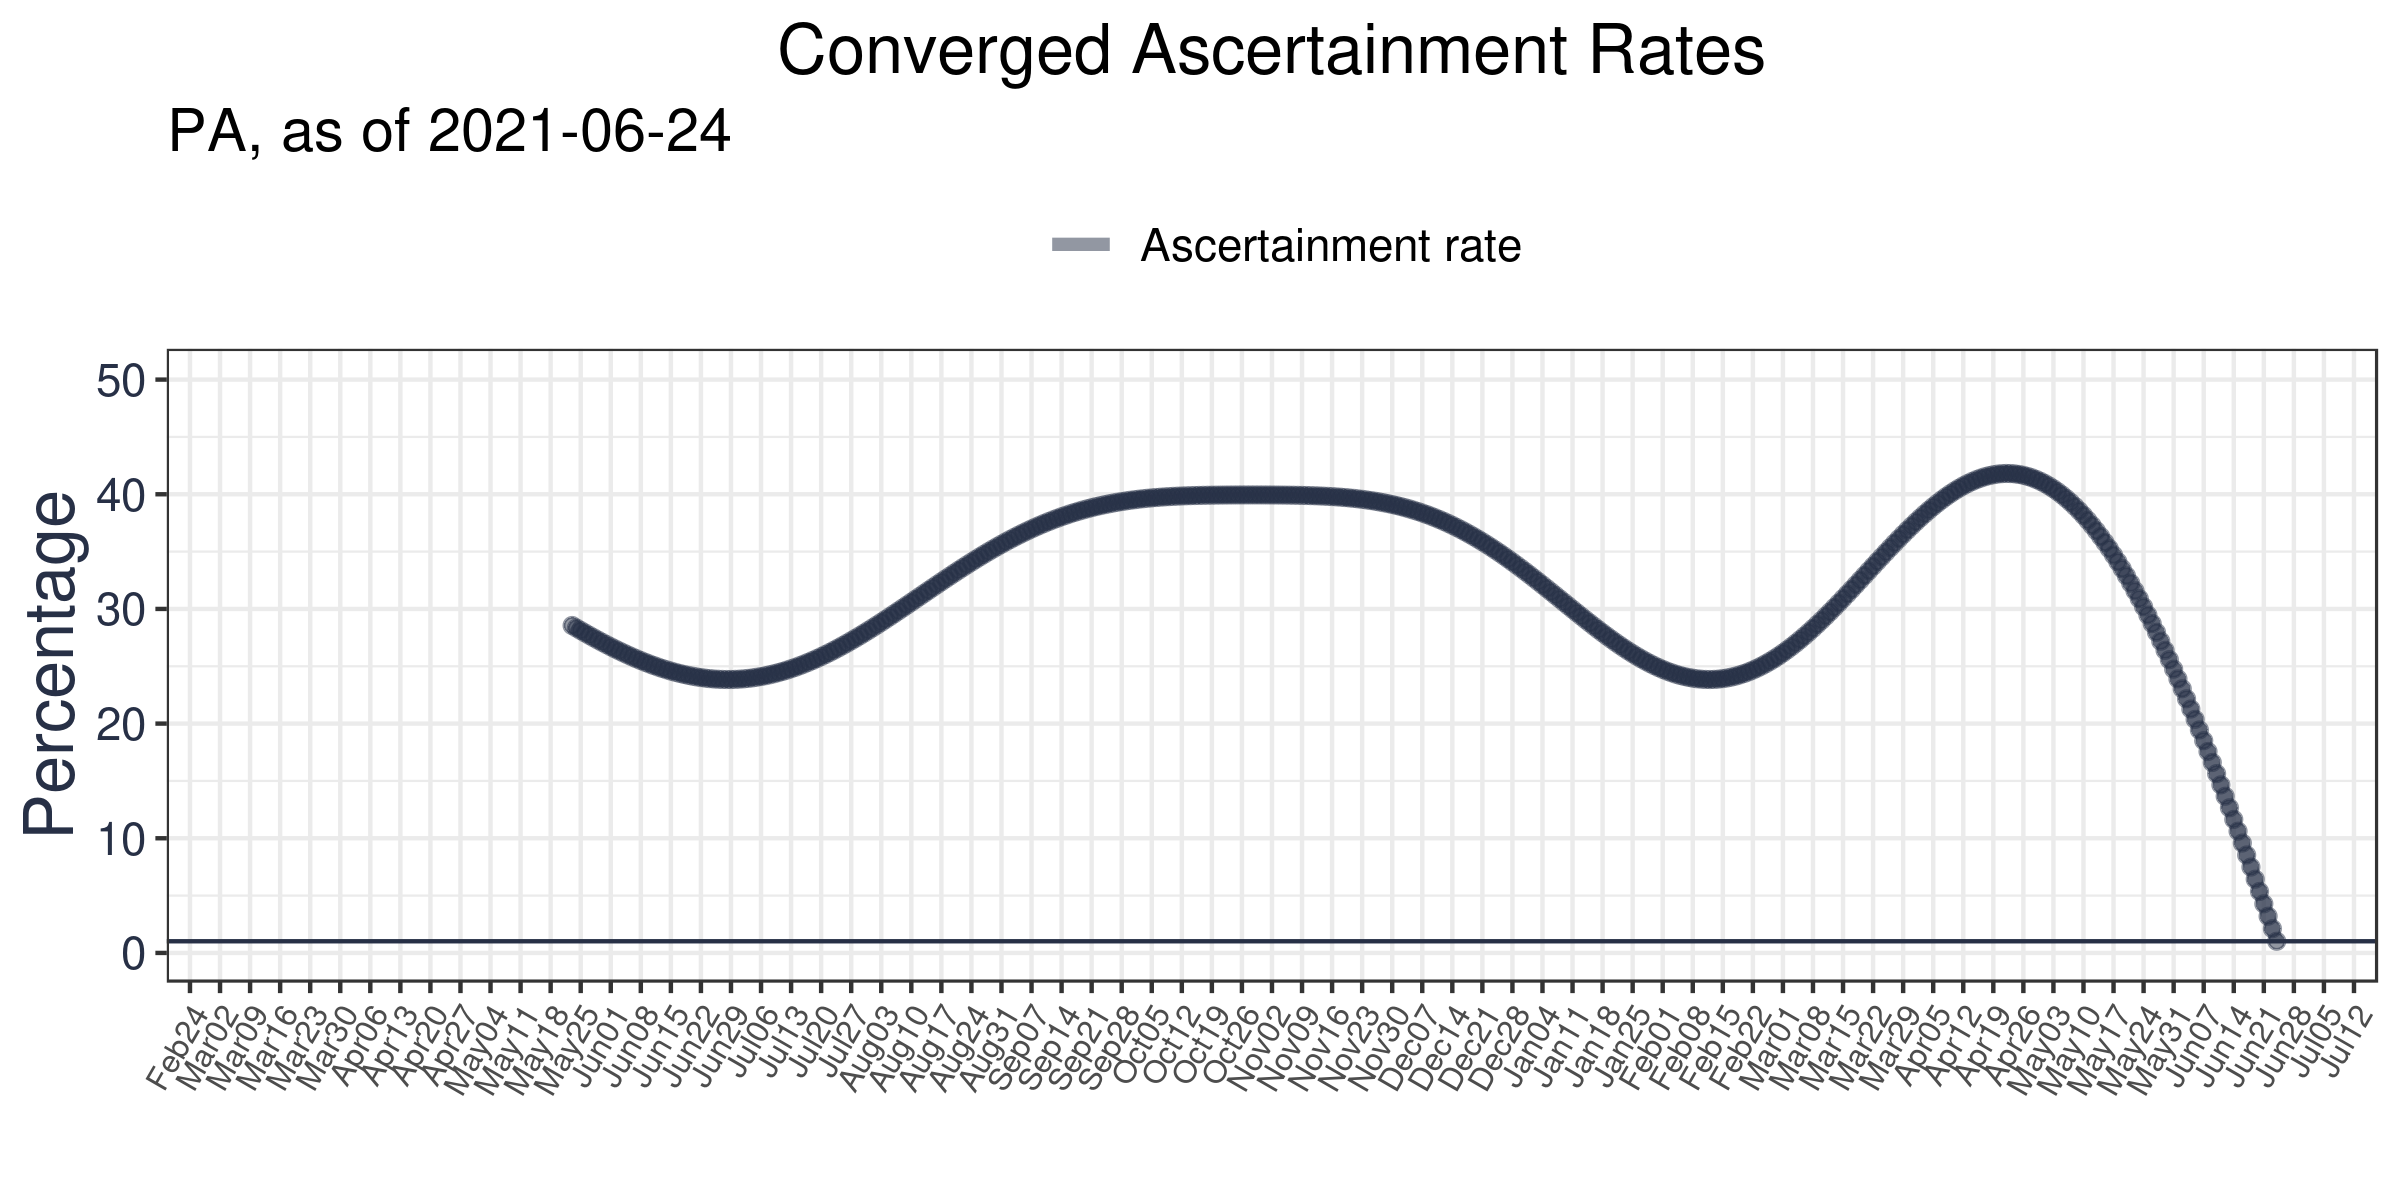 Converged Ascertainment Rates
PA, as of 2021-06-24
Ascertainment rate
Percentage
50
40
30
20
10
0
Feb24
Mar02
Mar09
Mar16
Mar23
Mar30
Apr06
Apr13
Apr20
Apr27
May04
May11
May18
May25
Jun01
Jun08
Jun15
Jun22
Jun29
Jul06
Jul13
Jul20
Jul27
Aug03
Aug10
Aug17
Aug24
Aug31
Sep07
Sep14
Sep21
Sep28
Oct05
Oct12
Oct19
Oct26
Nov02
Nov09
Nov16
Nov23
Nov30
Dec07
Dec14
Dec21
Dec28
Jan04
Jan11
Jan18
Jan25
Feb01
Feb08
Feb15
Feb22
Mar01
Mar08
Mar15
Mar22
Mar29
Apr05
Apr12
Apr19
Apr26
May03
May10
May17
May24
May31
Jun07
Jun14
Jun21
Jun28
Jul05
Jul12